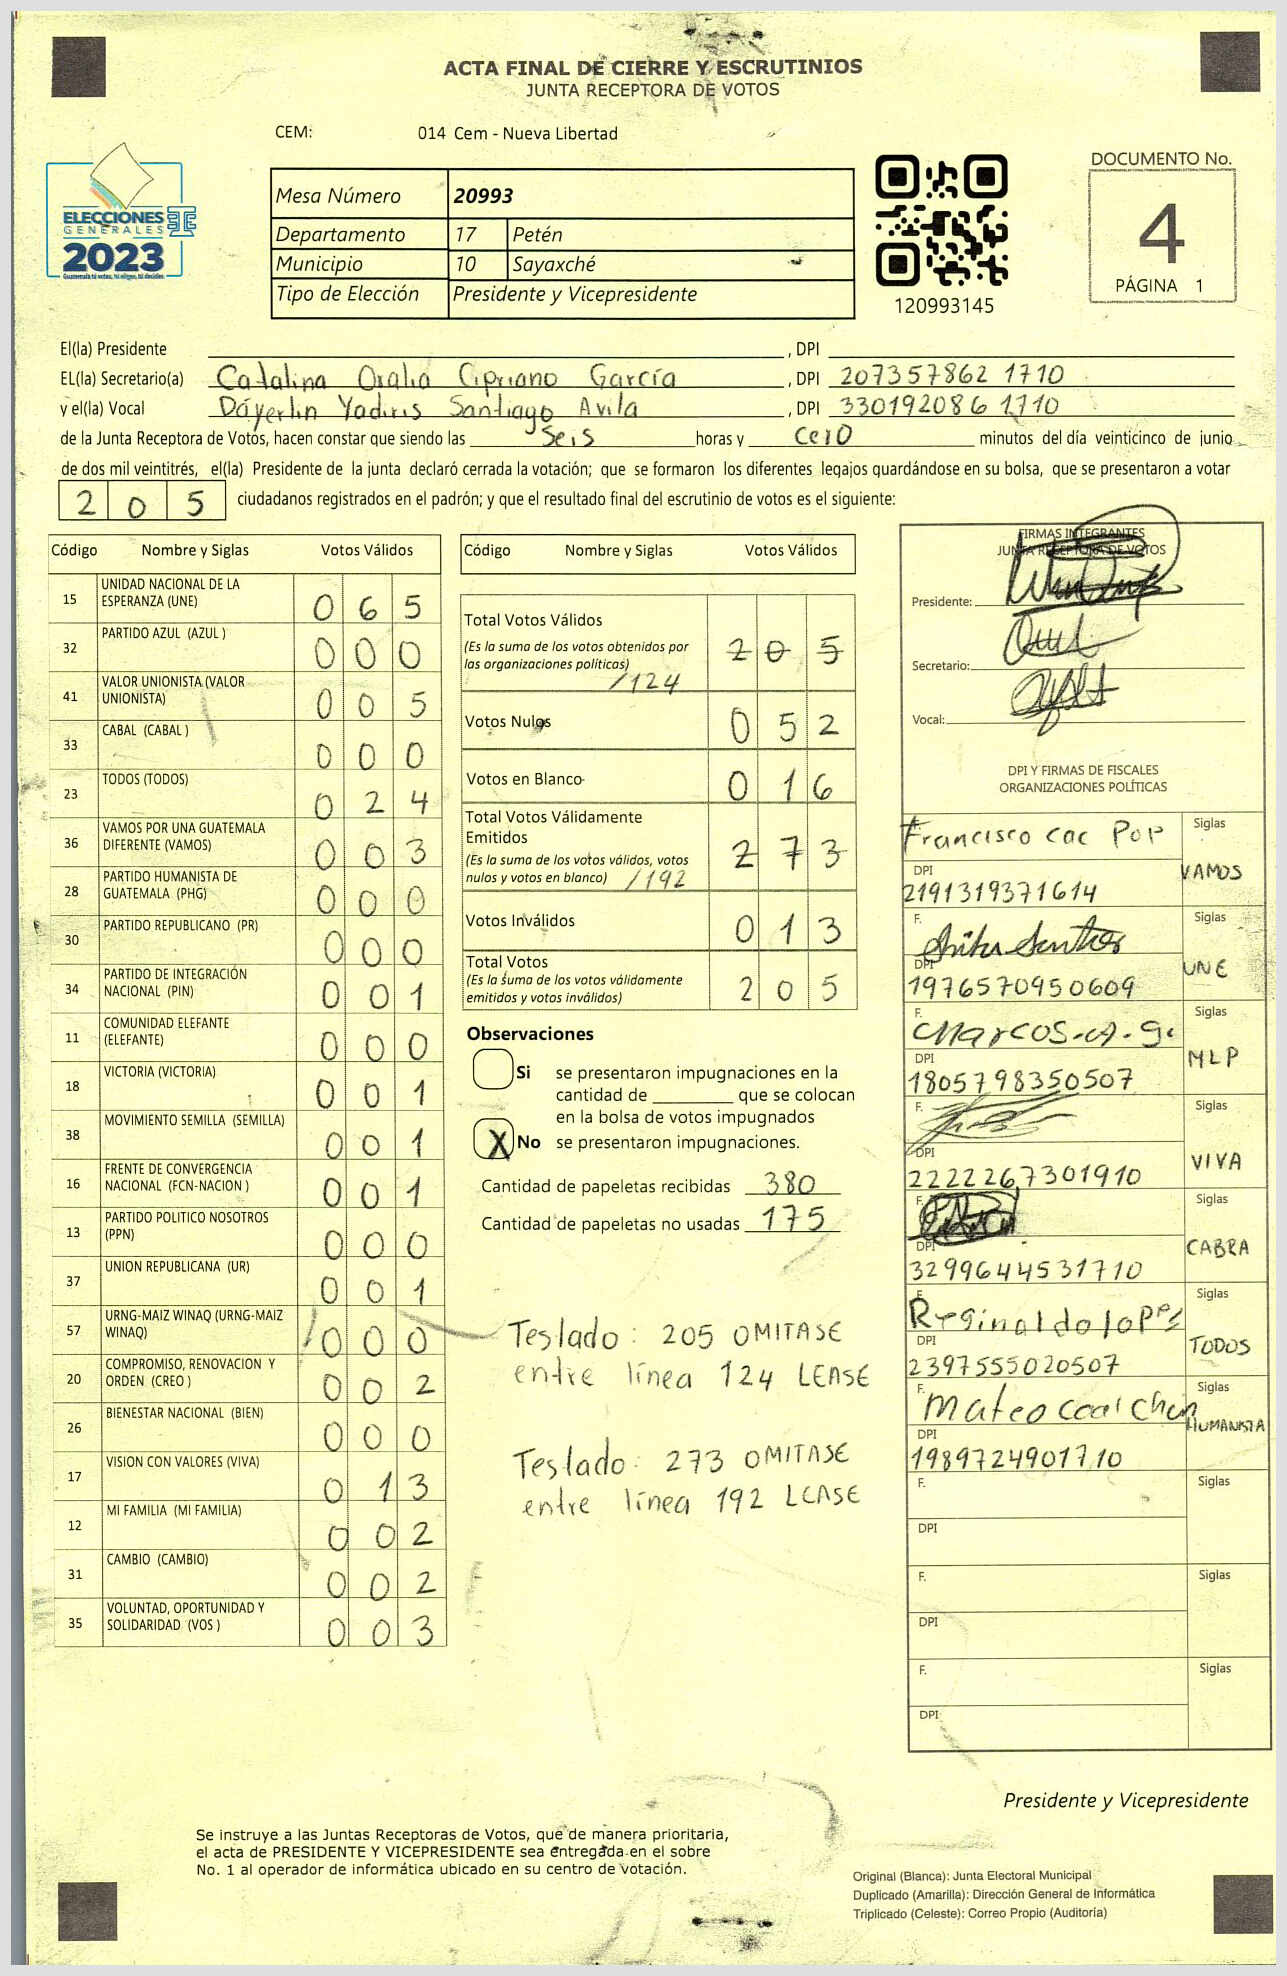 ACTA FINAL DE CIERRE Y ESCRUTINIOS
JUNTA RECEPTORA DE VOTOS
CEM: 014 Cem - Nueva Libertad
ELECCIONES
GENERALES
2023
Guatemala tú votas, tú eliges, tú decides
Mesa Número 20993
Departamento 17 Petén
Municipio 10 Sayaxché
Tipo de Elección Presidente y Vicepresidente
120993145
DOCUMENTO No.
4
PÁGINA 1
El(la) Presidente , DPI
EL(la) Secretario(a) Catalina Oralia Cipriano García , DPI 207357862 1710
y el(la) Vocal Dáyerlin Yadiris Santiago Avila , DPI 330192086 1710
de la Junta Receptora de Votos, hacen constar que siendo las Seis horas y cero minutos del día veinticinco de junio
de dos mil veintitrés, el(la) Presidente de la junta declaró cerrada la votación; que se formaron los diferentes legajos guardándose en su bolsa, que se presentaron a votar
2 0 5 ciudadanos registrados en el padrón; y que el resultado final del escrutinio de votos es el siguiente:
Código Nombre y Siglas Votos Válidos
15 UNIDAD NACIONAL DE LA ESPERANZA (UNE) 0 6 5
32 PARTIDO AZUL (AZUL ) 0 0 0
41 VALOR UNIONISTA (VALOR UNIONISTA) 0 0 5
33 CABAL (CABAL ) 0 0 0
23 TODOS (TODOS) 0 2 4
36 VAMOS POR UNA GUATEMALA DIFERENTE (VAMOS) 0 0 3
28 PARTIDO HUMANISTA DE GUATEMALA (PHG) 0 0 0
30 PARTIDO REPUBLICANO (PR) 0 0 0
34 PARTIDO DE INTEGRACIÓN NACIONAL (PIN) 0 0 1
11 COMUNIDAD ELEFANTE (ELEFANTE) 0 0 0
18 VICTORIA (VICTORIA) 0 0 1
38 MOVIMIENTO SEMILLA (SEMILLA) 0 0 1
16 FRENTE DE CONVERGENCIA NACIONAL (FCN-NACION ) 0 0 1
13 PARTIDO POLITICO NOSOTROS (PPN) 0 0 0
37 UNION REPUBLICANA (UR) 0 0 1
57 URNG-MAIZ WINAQ (URNG-MAIZ WINAQ) 0 0 0
20 COMPROMISO, RENOVACION Y ORDEN (CREO ) 0 0 2
26 BIENESTAR NACIONAL (BIEN) 0 0 0
17 VISION CON VALORES (VIVA) 0 1 3
12 MI FAMILIA (MI FAMILIA) 0 0 2
31 CAMBIO (CAMBIO) 0 0 2
35 VOLUNTAD, OPORTUNIDAD Y SOLIDARIDAD (VOS ) 0 0 3
Código Nombre y Siglas Votos Válidos
Total Votos Válidos 2 0 5
(Es la suma de los votos obtenidos por
las organizaciones políticas)
/124
Votos Nulos 0 5 2
Votos en Blanco 0 1 6
Total Votos Válidamente
Emitidos 2 7 3
(Es la suma de los votos válidos, votos
nulos y votos en blanco) /192
Votos Inválidos 0 1 3
Total Votos
(Es la suma de los votos válidamente
emitidos y votos inválidos) 2 0 5
Observaciones
Si se presentaron impugnaciones en la
cantidad de ________ que se colocan
en la bolsa de votos impugnados
X No se presentaron impugnaciones.
Cantidad de papeletas recibidas 380
Cantidad de papeletas no usadas 175
Teslado: 205 OMITASE
entre línea 124 LEASE
Teslado: 273 OMITASE
entre línea 192 LEASE
FIRMAS INTEGRANTES
JUNTA RECEPTORA DE VOTOS
Presidente:
Secretario:
Vocal:
DPI Y FIRMAS DE FISCALES
ORGANIZACIONES POLÍTICAS
Francisco cac Pop Siglas
DPI VAMOS
2191319371614
F. Siglas
DPI UNE
1976570950609
F. Marcos-A-G. Siglas
DPI MLP
1805798350507
F. Siglas
DPI VIVA
2222267301910
F. Siglas
DPI CABRA
3299644531710
F. Reginaldo lopez Siglas
DPI TODOS
2397555020507
F. Mateo Siglas
DPI HUMANISTA
1989724901710
F. Siglas
DPI
F. Siglas
DPI
F. Siglas
DPI
Presidente y Vicepresidente
Se instruye a las Juntas Receptoras de Votos, que de manera prioritaria,
el acta de PRESIDENTE Y VICEPRESIDENTE sea entregada en el sobre
No. 1 al operador de informática ubicado en su centro de votación.
Original (Blanca): Junta Electoral Municipal
Duplicado (Amarilla): Dirección General de Informática
Triplicado (Celeste): Correo Propio (Auditoría)